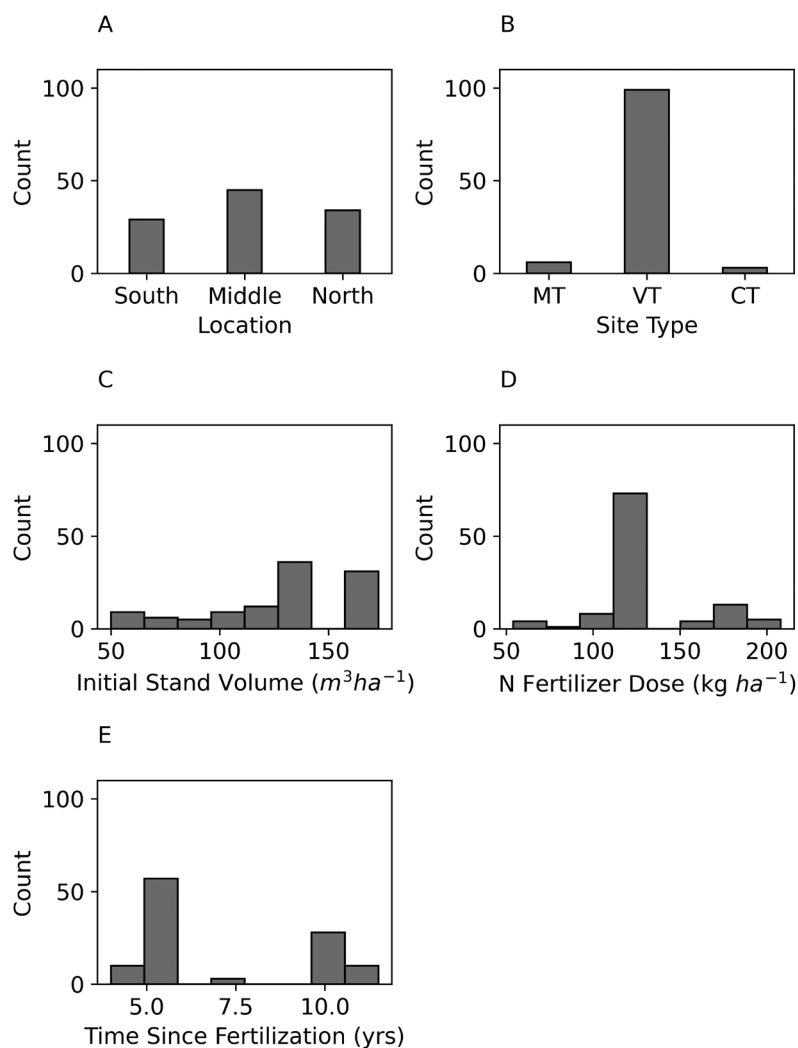 A
Count
100
50
0
South Middle North
Location
B
Count
100
50
0
MT VT CT
Site Type
C
Count
100
50
0
50 100 150
Initial Stand Volume (m³ha⁻¹)
D
Count
100
50
0
50 100 150 200
N Fertilizer Dose (kg ha⁻¹)
E
Count
100
50
0
5.0 7.5 10.0
Time Since Fertilization (yrs)